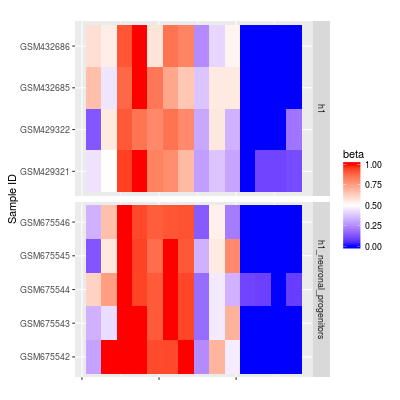 GSM432686
GSM432685
GSM429322
GSM429321
h1
Sample ID
GSM675546
GSM675545
GSM675544
GSM675543
GSM675542
h1_neuronal_progenitors
beta
1.00
0.75
0.50
0.25
0.00